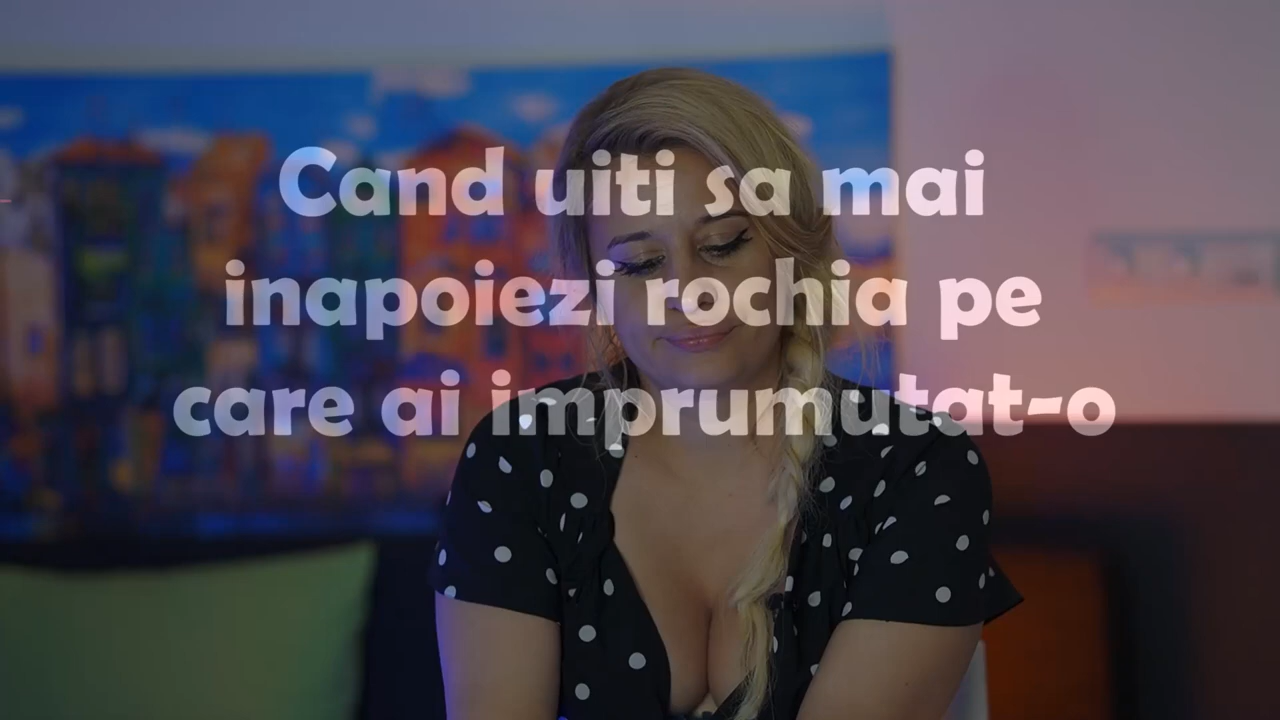 Cand uiti sa mai
inapoiezi rochia pe
care ai imprumutat-o